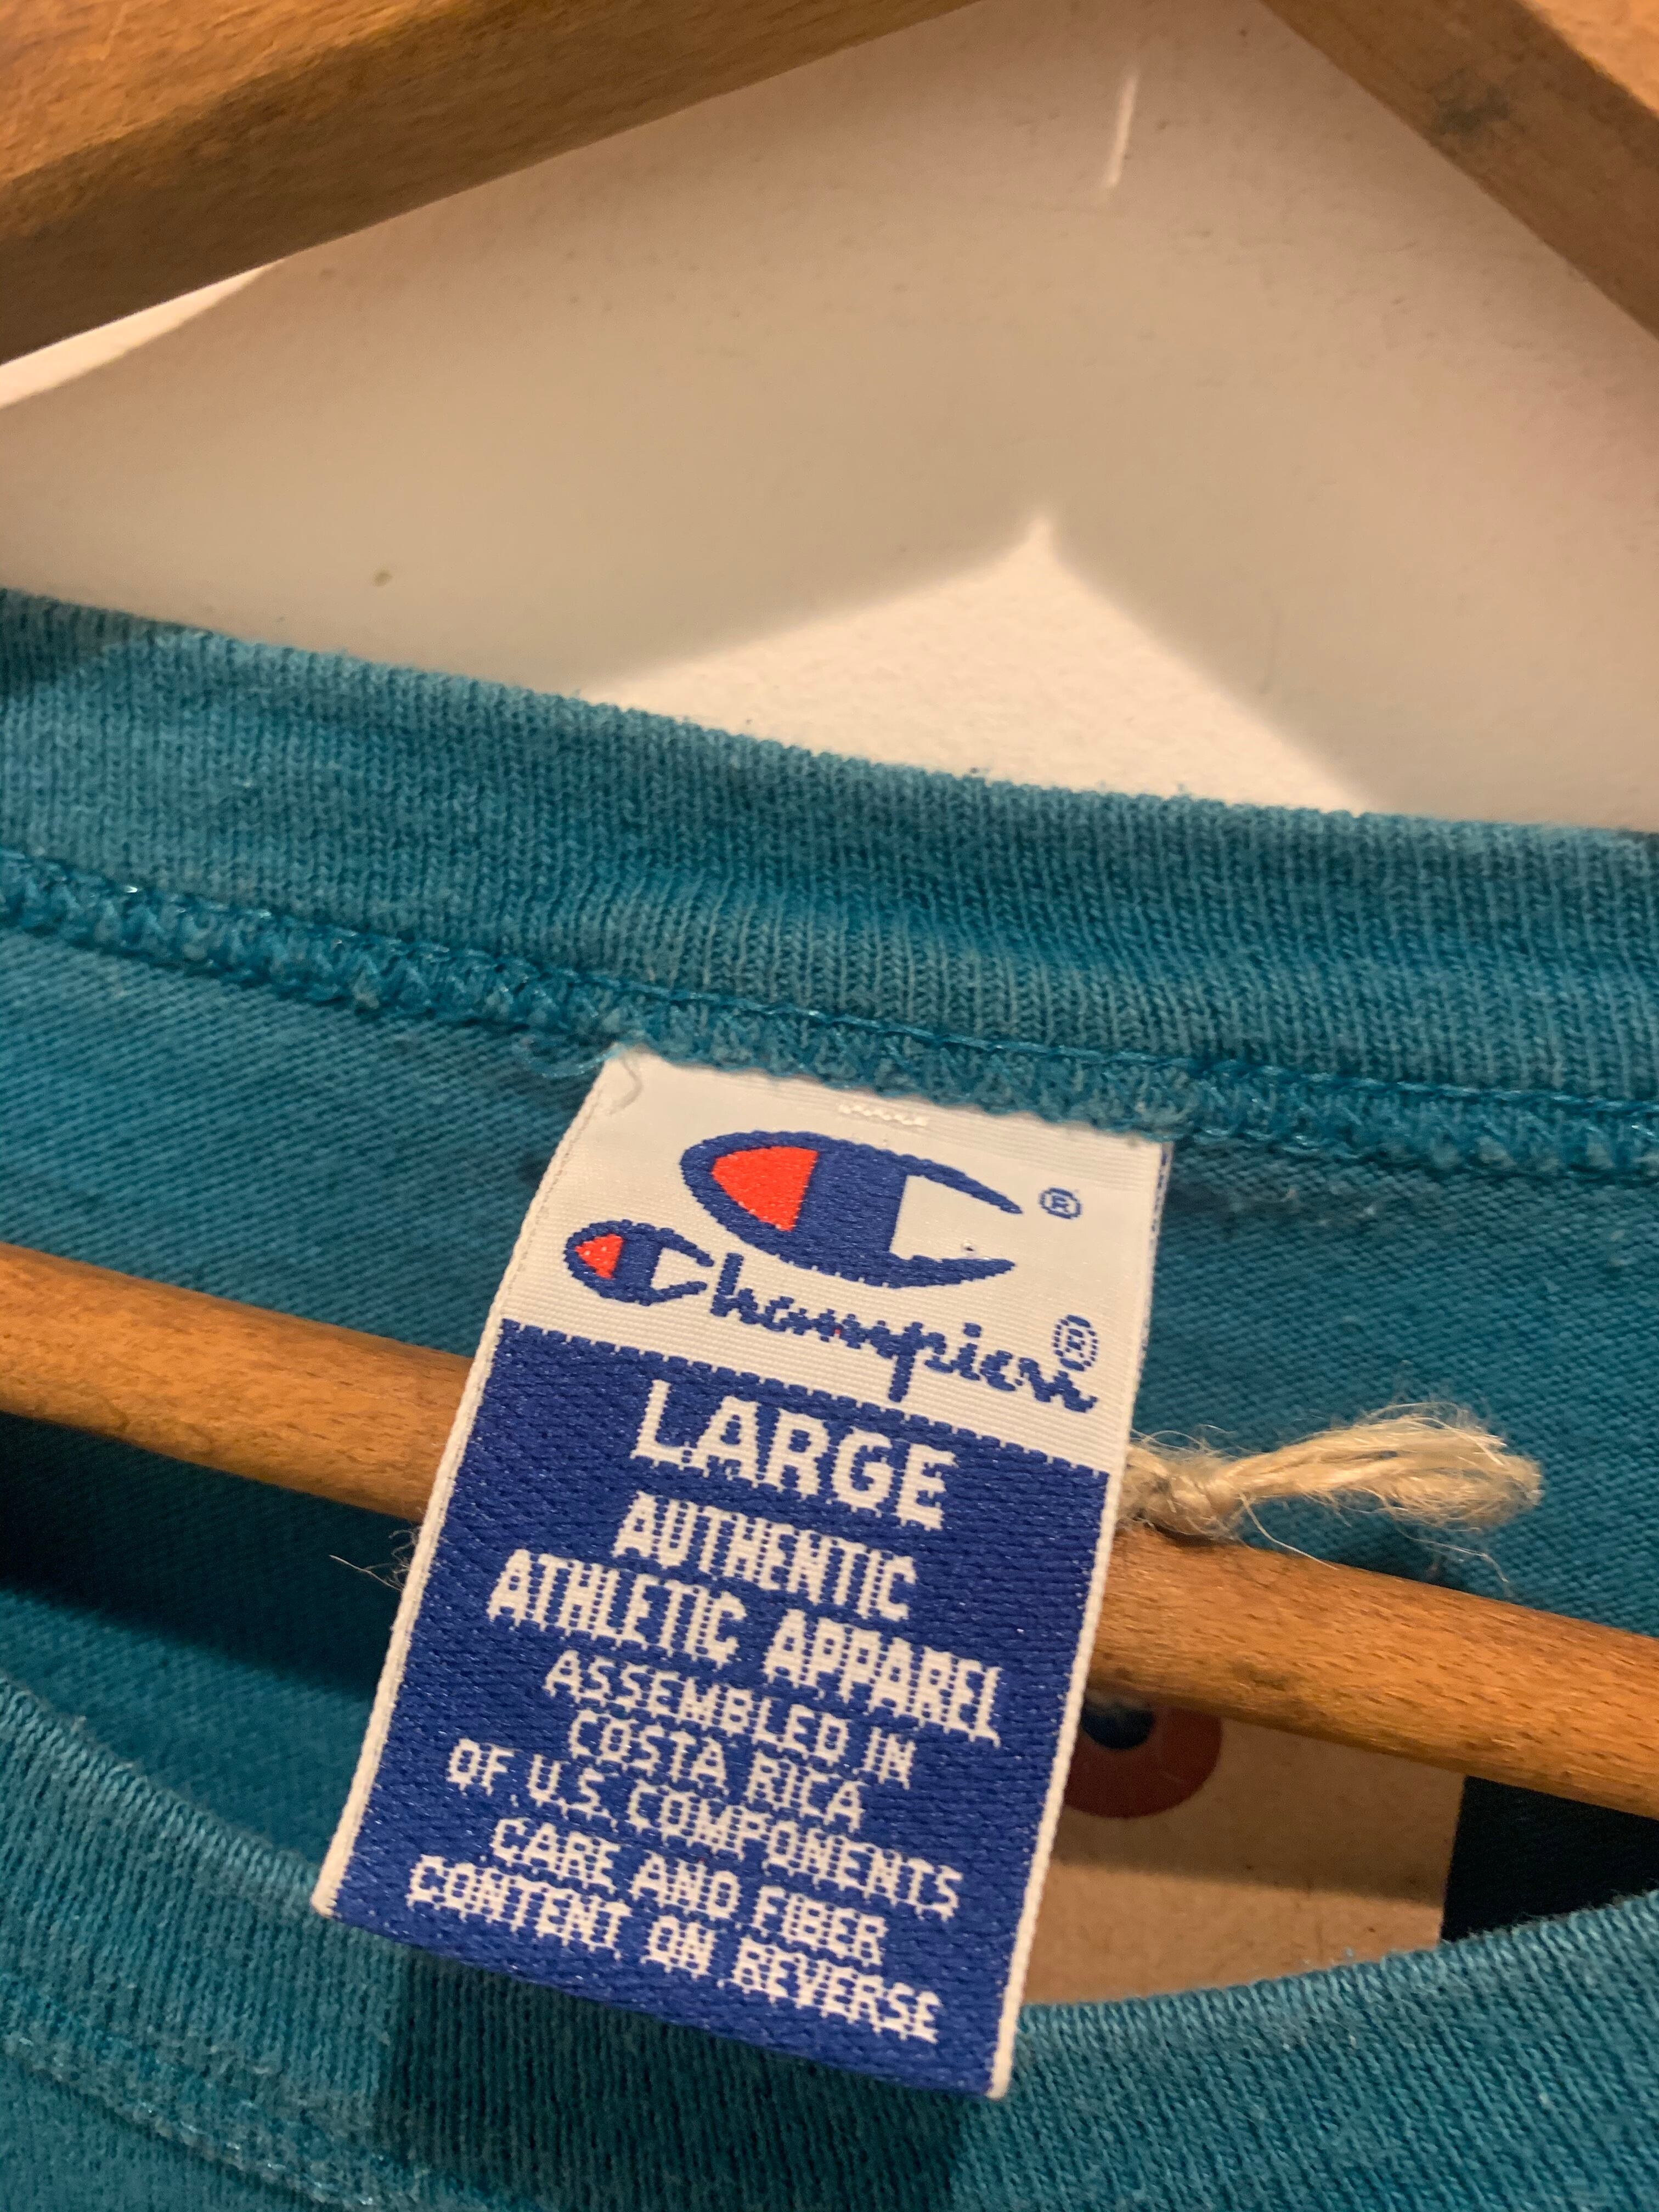 ®
Champion®
LARGE
AUTHENTIC
ATHLETIC APPAREL
ASSEMBLED IN
COSTA RICA
OF U.S. COMPONENTS
CARE AND FIBER
CONTENT ON REVERSE